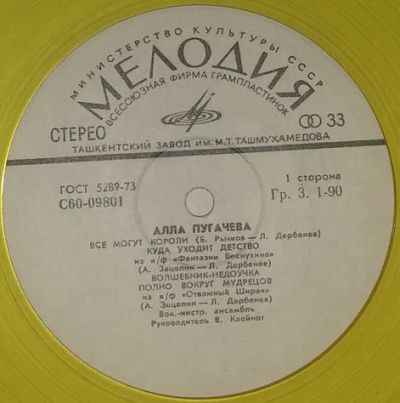 МИНИСТЕРСТВО КУЛЬТУРЫ СССР
МЕЛОДИЯ
ВСЕСОЮЗНАЯ ФИРМА ГРАМПЛАСТИНОК
СТЕРЕО
33
ТАШКЕНТСКИЙ ЗАВОД ИМ. М.Т. ТАШМУХАМЕДОВА
ГОСТ 5289-73
1 сторона
С60-09801
Гр. 3. 1-90
АЛЛА ПУГАЧЕВА
ВСЕ МОГУТ КОРОЛИ (Б. Рычков — Л. Дербенев)
КУДА УХОДИТ ДЕТСТВО
из к/ф «Фантазии Веснухина»
(А. Зацепин — Л. Дербенев)
ВОЛШЕБНИК-НЕДОУЧКА
ПОЛНО ВОКРУГ МУДРЕЦОВ
из к/ф «Отважный Ширак»
(А. Зацепин — Л. Дербенев)
Вок.-инстр. ансамбль
Руководитель В. Клейнот